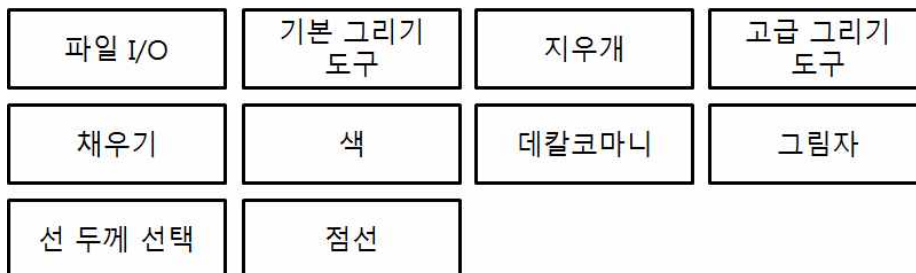 파일 I/O
기본 그리기
도구
지우개
고급 그리기
도구
채우기
색
데칼코마니
그림자
선 두께 선택
점선